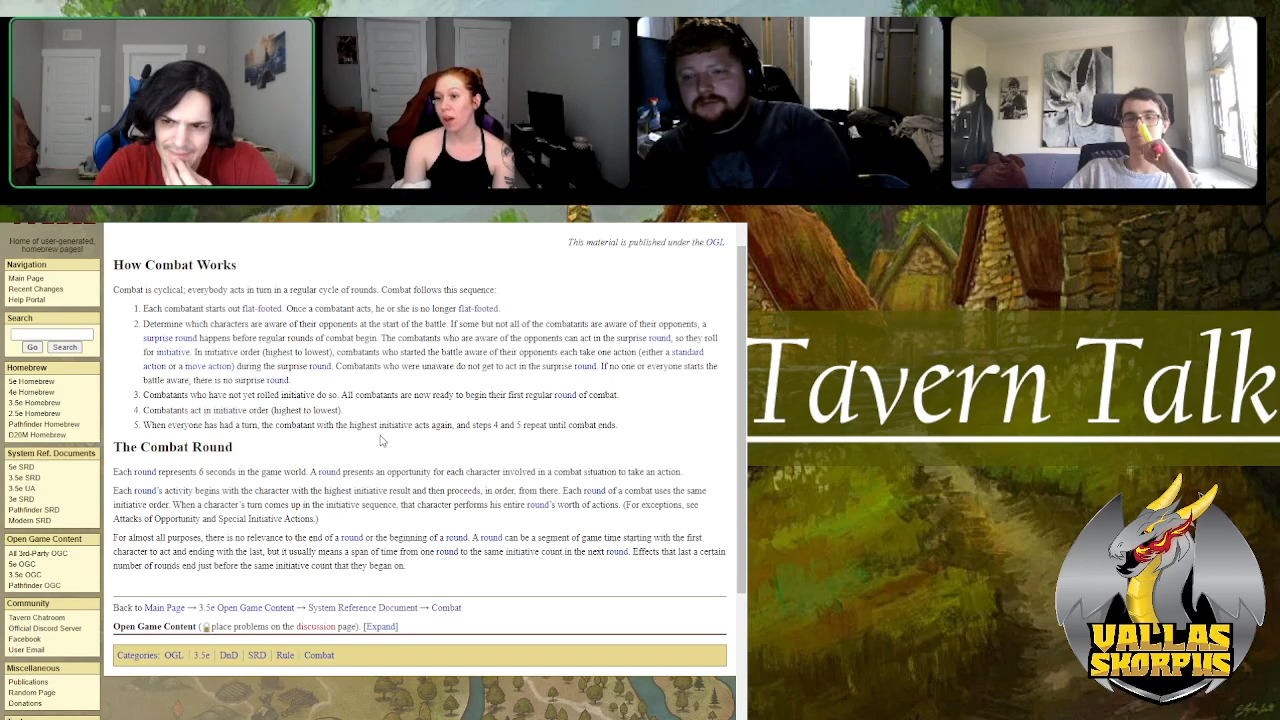 Home of user-generated,
homebrew pages!
Navigation
Main Page
Recent Changes
Help Portal
Search
Go Search
Homebrew
5e Homebrew
4e Homebrew
3.5e Homebrew
2.5e Homebrew
Pathfinder Homebrew
D20M Homebrew
System Ref. Documents
5e SRD
3.5e SRD
3.5e UA
3e SRD
Pathfinder SRD
Modern SRD
Open Game Content
All 3rd-Party OGC
5e OGC
3.5e OGC
Pathfinder OGC
Community
Tavern Chatroom
Official Discord Server
Facebook
User Email
Miscellaneous
Publications
Random Page
Donations
This material is published under the OGL
How Combat Works
Combat is cyclical; everybody acts in turn in a regular cycle of rounds. Combat follows this sequence:
1. Each combatant starts out flat-footed. Once a combatant acts, he or she is no longer flat-footed.
2. Determine which characters are aware of their opponents at the start of the battle. If some but not all of the combatants are aware of their opponents, a
surprise round happens before regular rounds of combat begin. The combatants who are aware of the opponents can act in the surprise round, so they roll
for initiative. In initiative order (highest to lowest), combatants who started the battle aware of their opponents each take one action (either a standard
action or a move action) during the surprise round. Combatants who were unaware do not get to act in the surprise round. If no one or everyone starts the
battle aware, there is no surprise round.
3. Combatants who have not yet rolled initiative do so. All combatants are now ready to begin their first regular round of combat.
4. Combatants act in initiative order (highest to lowest).
5. When everyone has had a turn, the combatant with the highest initiative acts again, and steps 4 and 5 repeat until combat ends.
The Combat Round
Each round represents 6 seconds in the game world. A round presents an opportunity for each character involved in a combat situation to take an action.
Each round's activity begins with the character with the highest initiative result and then proceeds, in order, from there. Each round of a combat uses the same
initiative order. When a character's turn comes up in the initiative sequence, that character performs his entire round's worth of actions. (For exceptions, see
Attacks of Opportunity and Special Initiative Actions.)
For almost all purposes, there is no relevance to the end of a round or the beginning of a round. A round can be a segment of game time starting with the first
character to act and ending with the last, but it usually means a span of time from one round to the same initiative count in the next round. Effects that last a certain
number of rounds end just before the same initiative count that they began on.
Back to Main Page → 3.5e Open Game Content → System Reference Document → Combat
Open Game Content (place problems on the discussion page). [Expand]
Categories: OGL | 3.5e | DnD | SRD | Rule | Combat
Tavern Talk
VALLAS
SKORPUS